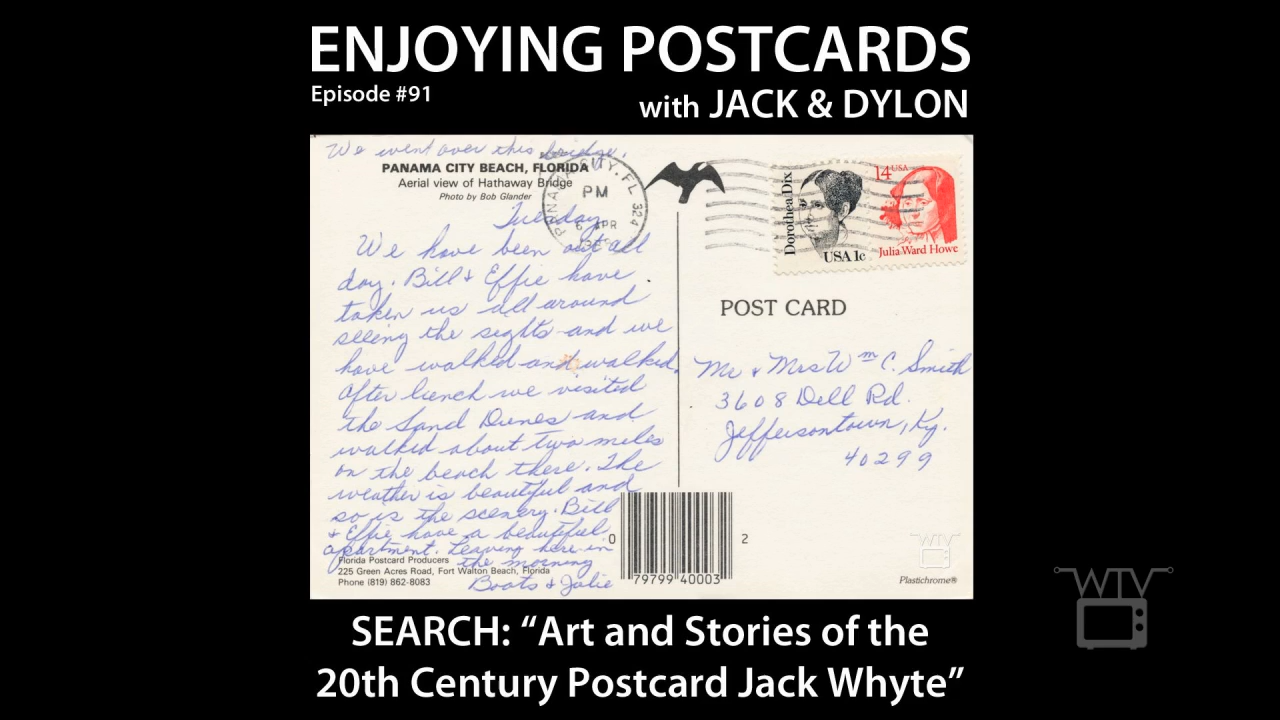 ENJOYING POSTCARDS
Episode #91
with JACK & DYLON
We went over this bridge.
PANAMA CITY BEACH, FLORIDA
Aerial view of Hathaway Bridge
Photo by Bob Glander
PANAMA CITY, FL 324
PM
6 APR
Dorothea Dix
USA 1c
14 USA
Julia Ward Howe
Tuesday
We have been out all
day. Bill & Effie have
taken us all around
seeing the sights and we
have walked and walked.
After lunch we visited
the Sand Dunes and
walked about two miles
on the beach there. The
weather is beautiful and
so is the scenery. Bill
& Effie have a beautiful
apartment. Leaving here in
the morning
Boots & Julie
Florida Postcard Producers
225 Green Acres Road, Fort Walton Beach, Florida
Phone (819) 862-8083
POST CARD
Mr & Mrs Wm C. Smith
3608 Dell Rd.
Jeffersontown, Ky.
40299
0 79799 40003 2
WTV
Plastichrome®
WTV
SEARCH: “Art and Stories of the
20th Century Postcard Jack Whyte”